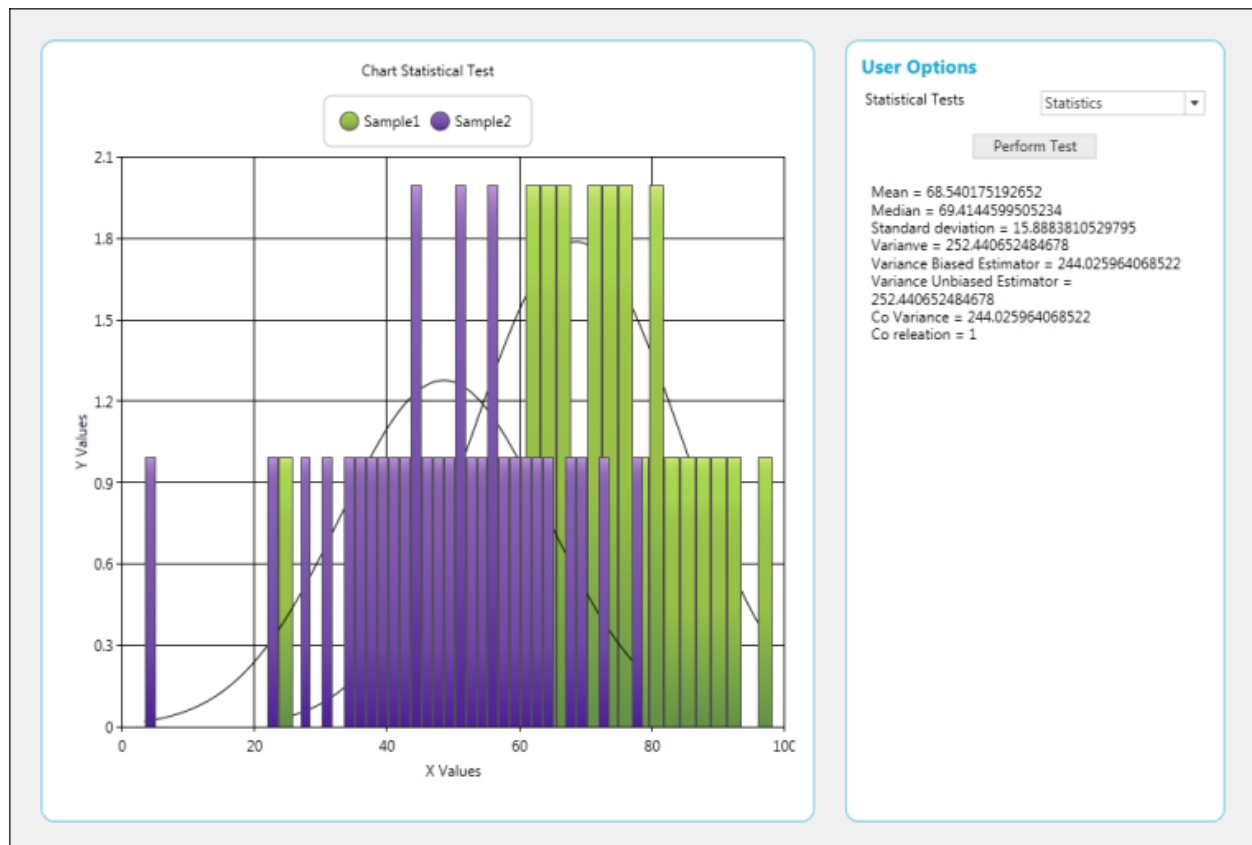 Chart Statistical Test
Sample1 Sample2
2.1
1.8
1.5
1.2
0.9
0.6
0.3
0
Y Values
0 20 40 60 80 100
X Values
User Options
Statistical Tests Statistics
Perform Test
Mean = 68.540175192652
Median = 69.4144599505234
Standard deviation = 15.8883810529795
Varianve = 252.440652484678
Variance Biased Estimator = 244.025964068522
Variance Unbiased Estimator =
252.440652484678
Co Variance = 244.025964068522
Co releation = 1